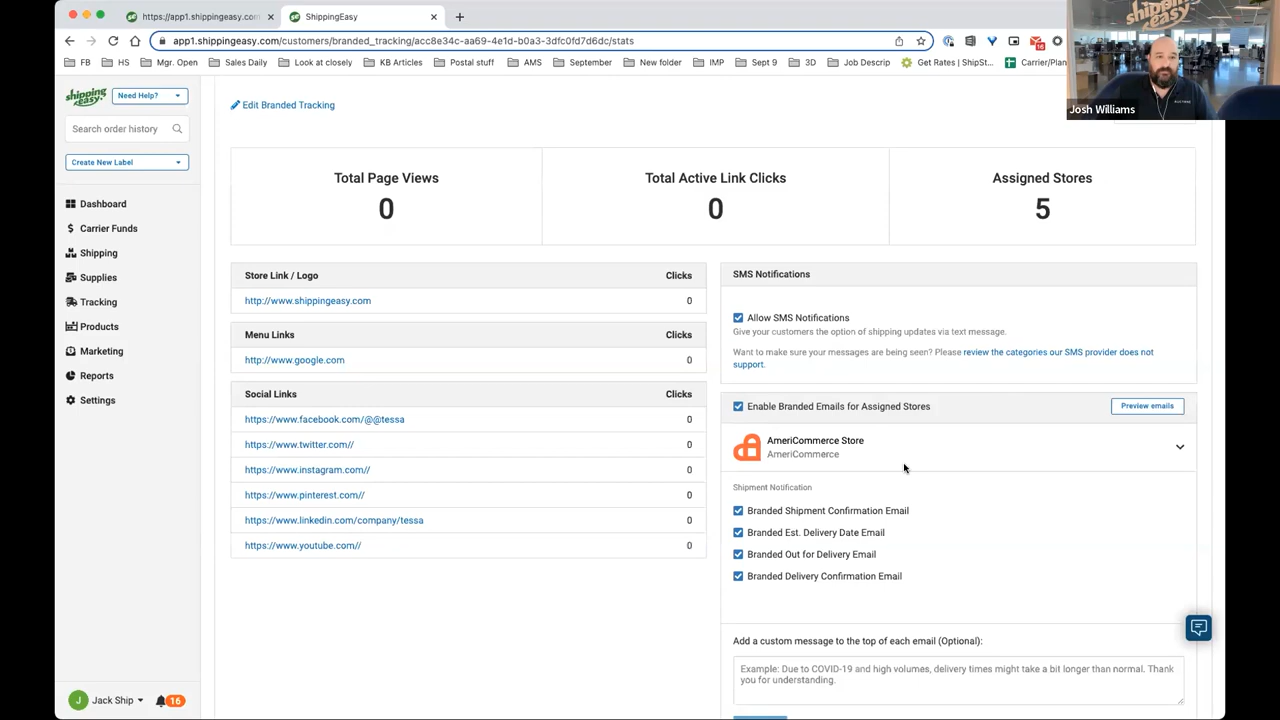 https://app1.shippingeasy.com
ShippingEasy
app1.shippingeasy.com/customers/branded_tracking/acc8e34c-aa69-4e1d-b0a3-3dfc0fd7d6dc/stats
16
FB
HS
Mgr. Open
Sales Daily
Look at closely
KB Articles
Postal stuff
AMS
September
New folder
IMP
Sept 9
3D
Job Descrip
Get Rates | ShipSt...
Carrier/Plan
shipping easy
Josh Williams
shipping easy.
Need Help?
Search order history
Create New Label
Dashboard
Carrier Funds
Shipping
Supplies
Tracking
Products
Marketing
Reports
Settings
J Jack Ship
16
Edit Branded Tracking
Total Page Views
0
Total Active Link Clicks
0
Assigned Stores
5
Store Link / Logo Clicks
http://www.shippingeasy.com 0
Menu Links Clicks
http://www.google.com 0
Social Links Clicks
https://www.facebook.com/@@tessa 0
https://www.twitter.com// 0
https://www.instagram.com// 0
https://www.pinterest.com// 0
https://www.linkedin.com/company/tessa 0
https://www.youtube.com// 0
SMS Notifications
Allow SMS Notifications
Give your customers the option of shipping updates via text message.
Want to make sure your messages are being seen? Please review the categories our SMS provider does not
support.
Enable Branded Emails for Assigned Stores
Preview emails
AmeriCommerce Store
AmeriCommerce
Shipment Notification
Branded Shipment Confirmation Email
Branded Est. Delivery Date Email
Branded Out for Delivery Email
Branded Delivery Confirmation Email
Add a custom message to the top of each email (Optional):
Example: Due to COVID-19 and high volumes, delivery times might take a bit longer than normal. Thank
you for understanding.